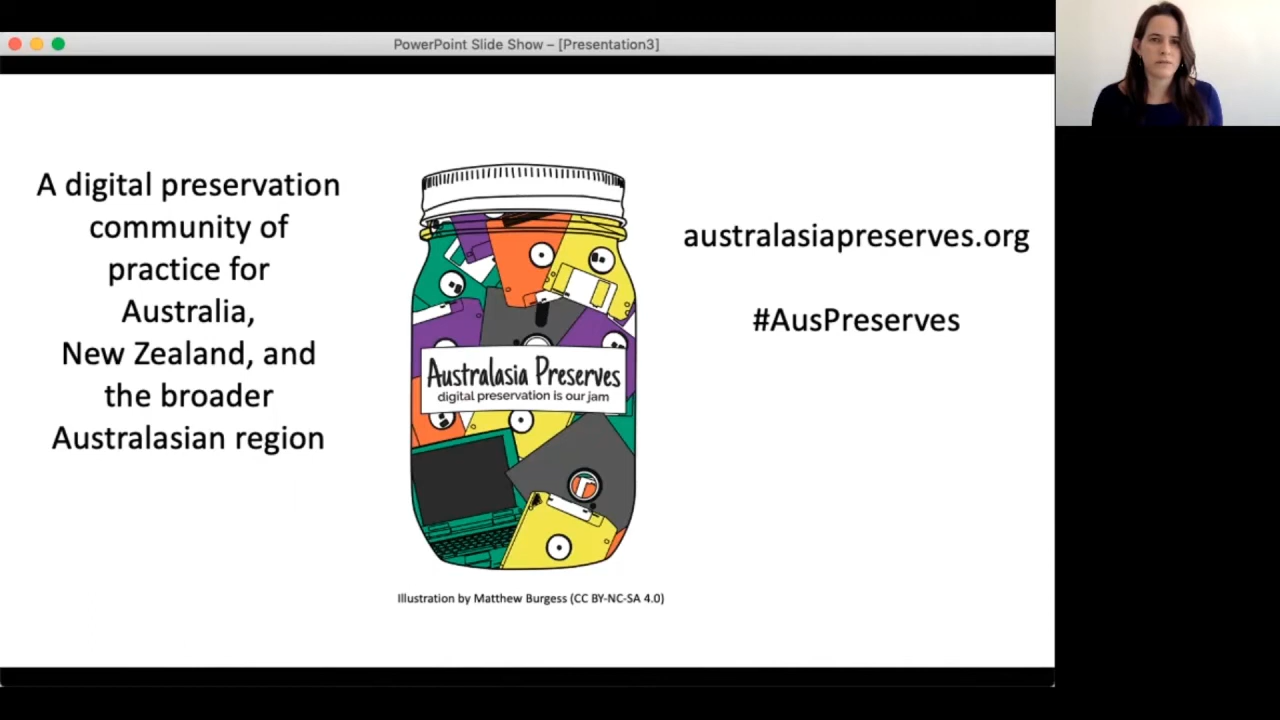 PowerPoint Slide Show – [Presentation3]
A digital preservation
community of
practice for
Australia,
New Zealand, and
the broader
Australasian region
Australasia Preserves
digital preservation is our jam
Illustration by Matthew Burgess (CC BY-NC-SA 4.0)
australasiapreserves.org
#AusPreserves